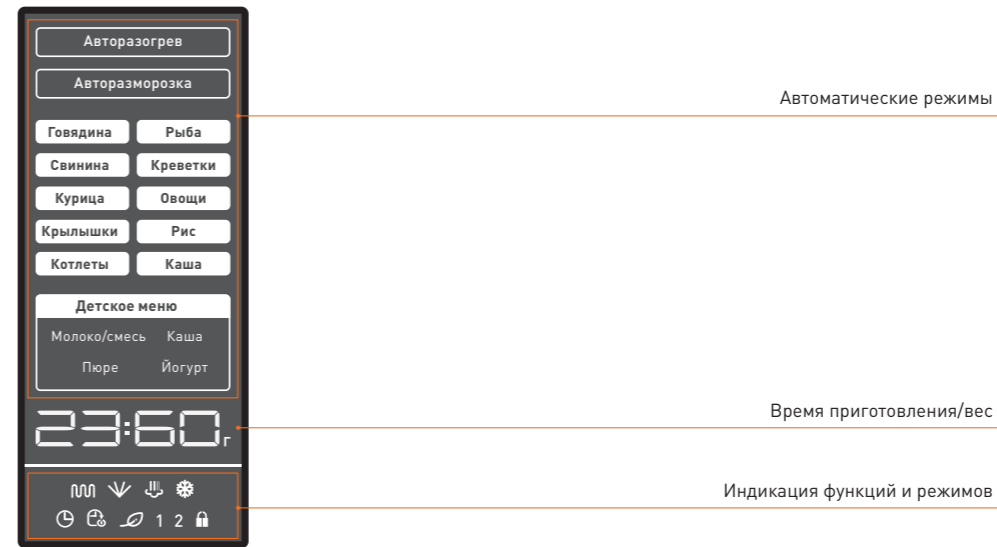 Авторазогрев
Авторазморозка
Автоматические режимы
Говядина Рыба
Свинина Креветки
Курица Овощи
Крылышки Рис
Котлеты Каша
Детское меню
Молоко/смесь Каша
Пюре Йогурт
Время приготовления/вес
23:60 г
Индикация функций и режимов
1 2